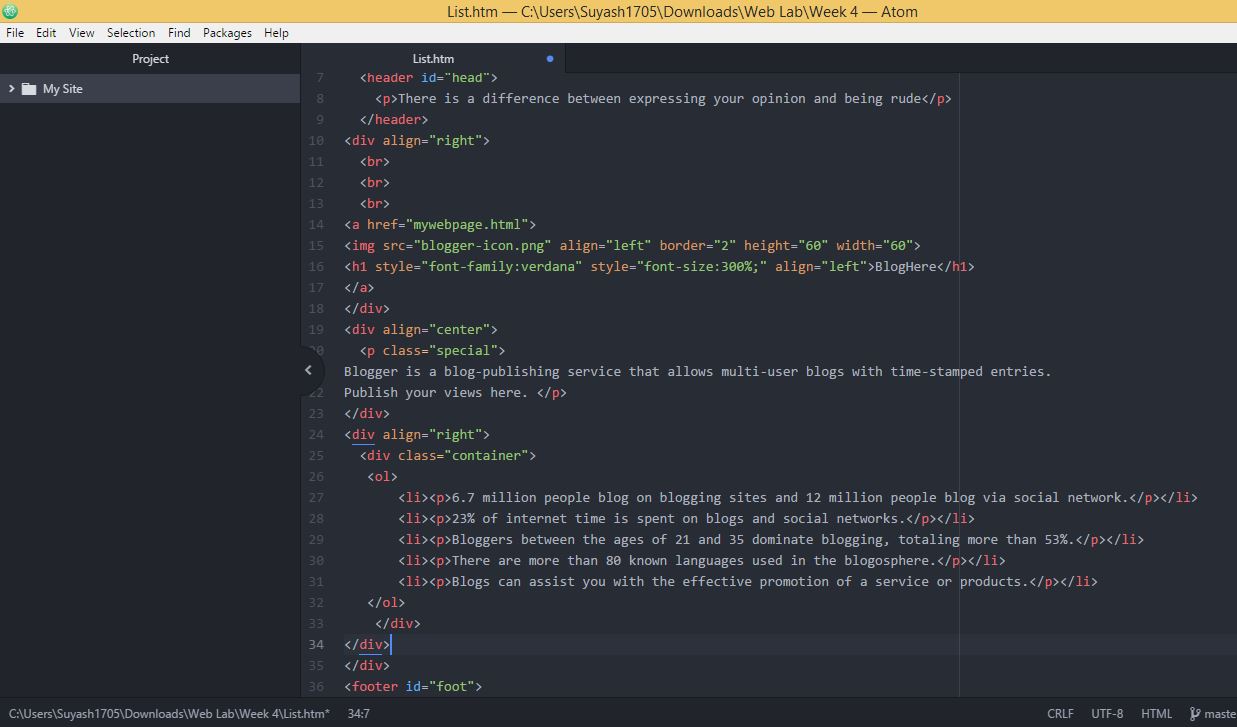 List.htm — C:\Users\Suyash1705\Downloads\Web Lab\Week 4 — Atom
File Edit View Selection Find Packages Help
Project
List.htm
My Site
7 <header id="head">
8 <p>There is a difference between expressing your opinion and being rude</p>
9 </header>
10 <div align="right">
11 <br>
12 <br>
13 <br>
14 <a href="mywebpage.html">
15 <img src="blogger-icon.png" align="left" border="2" height="60" width="60">
16 <h1 style="font-family:verdana" style="font-size:300%;" align="left">BlogHere</h1>
17 </a>
18 </div>
19 <div align="center">
<p class="special">
Blogger is a blog-publishing service that allows multi-user blogs with time-stamped entries.
22 Publish your views here. </p>
23 </div>
24 <div align="right">
25 <div class="container">
26 <ol>
27 <li><p>6.7 million people blog on blogging sites and 12 million people blog via social network.</p></li>
28 <li><p>23% of internet time is spent on blogs and social networks.</p></li>
29 <li><p>Bloggers between the ages of 21 and 35 dominate blogging, totaling more than 53%.</p></li>
30 <li><p>There are more than 80 known languages used in the blogosphere.</p></li>
31 <li><p>Blogs can assist you with the effective promotion of a service or products.</p></li>
32 </ol>
33 </div>
34 </div>
35 </div>
36 <footer id="foot">
C:\Users\Suyash1705\Downloads\Web Lab\Week 4\List.htm* 34:7 CRLF UTF-8 HTML maste